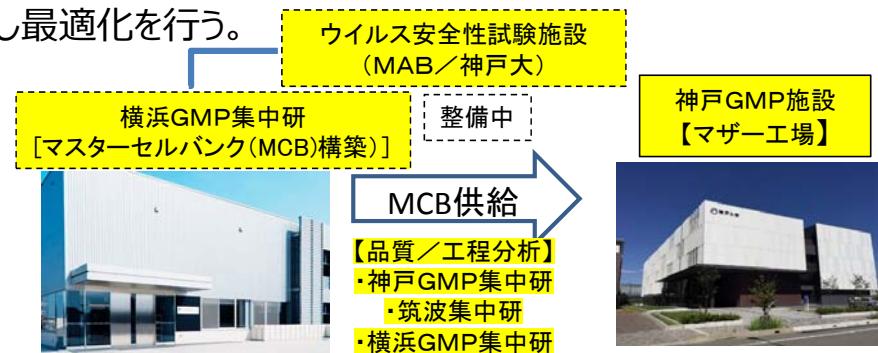 し最適化を行う。
ウイルス安全性試験施設
（MAB／神戸大）
横浜GMP集中研
[マスターセルバンク（MCB)構築）]
整備中
神戸GMP施設
【マザー工場】
MCB供給
【品質／工程分析】
・神戸GMP集中研
・筑波集中研
・横浜GMP集中研